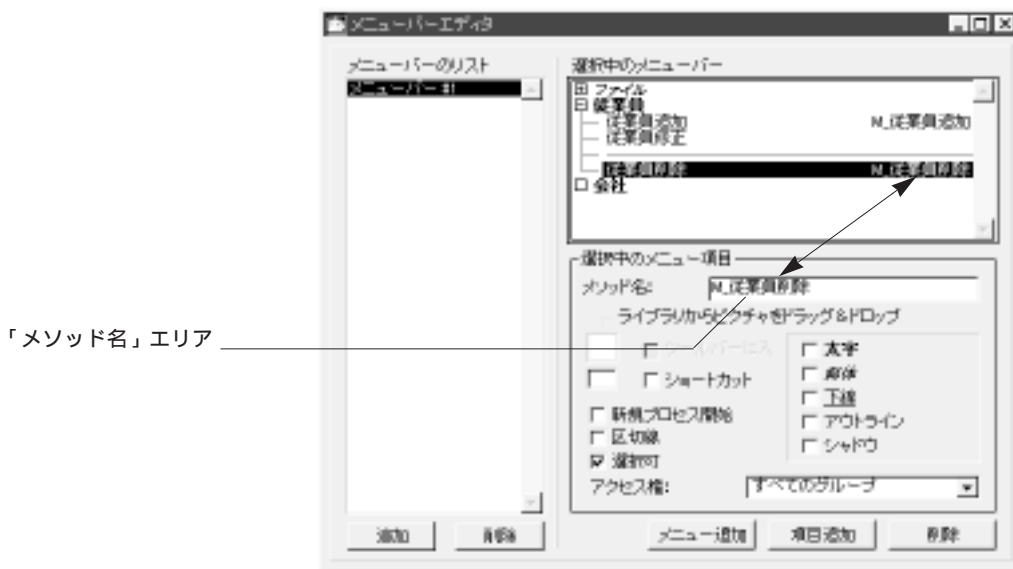 メニューバーエディタ
メニューバーのリスト
メニューバー #1
追加
削除
選択中のメニューバー
ファイル
従業員
従業員追加 M_従業員追加
従業員修正
従業員削除 M_従業員削除
会社
選択中のメニュー項目
メソッド名: M_従業員削除
ライブラリからピクチャをドラッグ&ドロップ
ツールバーに入
ショートカット
新規プロセス開始
区切線
選択可
太字
斜体
下線
アウトライン
シャドウ
アクセス権: すべてのグループ
メニュー追加
項目追加
削除
「メソッド名」エリア